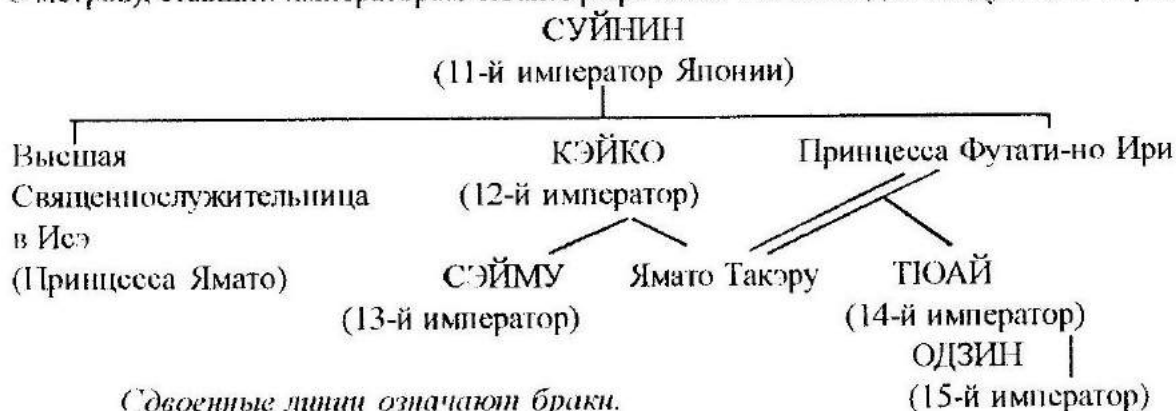 СУЙНИН
(11-й император Японии)
Высшая
Священнослужительница
в Исэ
(Принцесса Ямато)
КЭЙКО
(12-й император)
Принцесса Футати-но Ири
СЭЙМУ
(13-й император)
Ямато Такэру
ТЮАЙ
(14-й император)
ОДЗИН
(15-й император)
Сдвоенные линии означают браки.